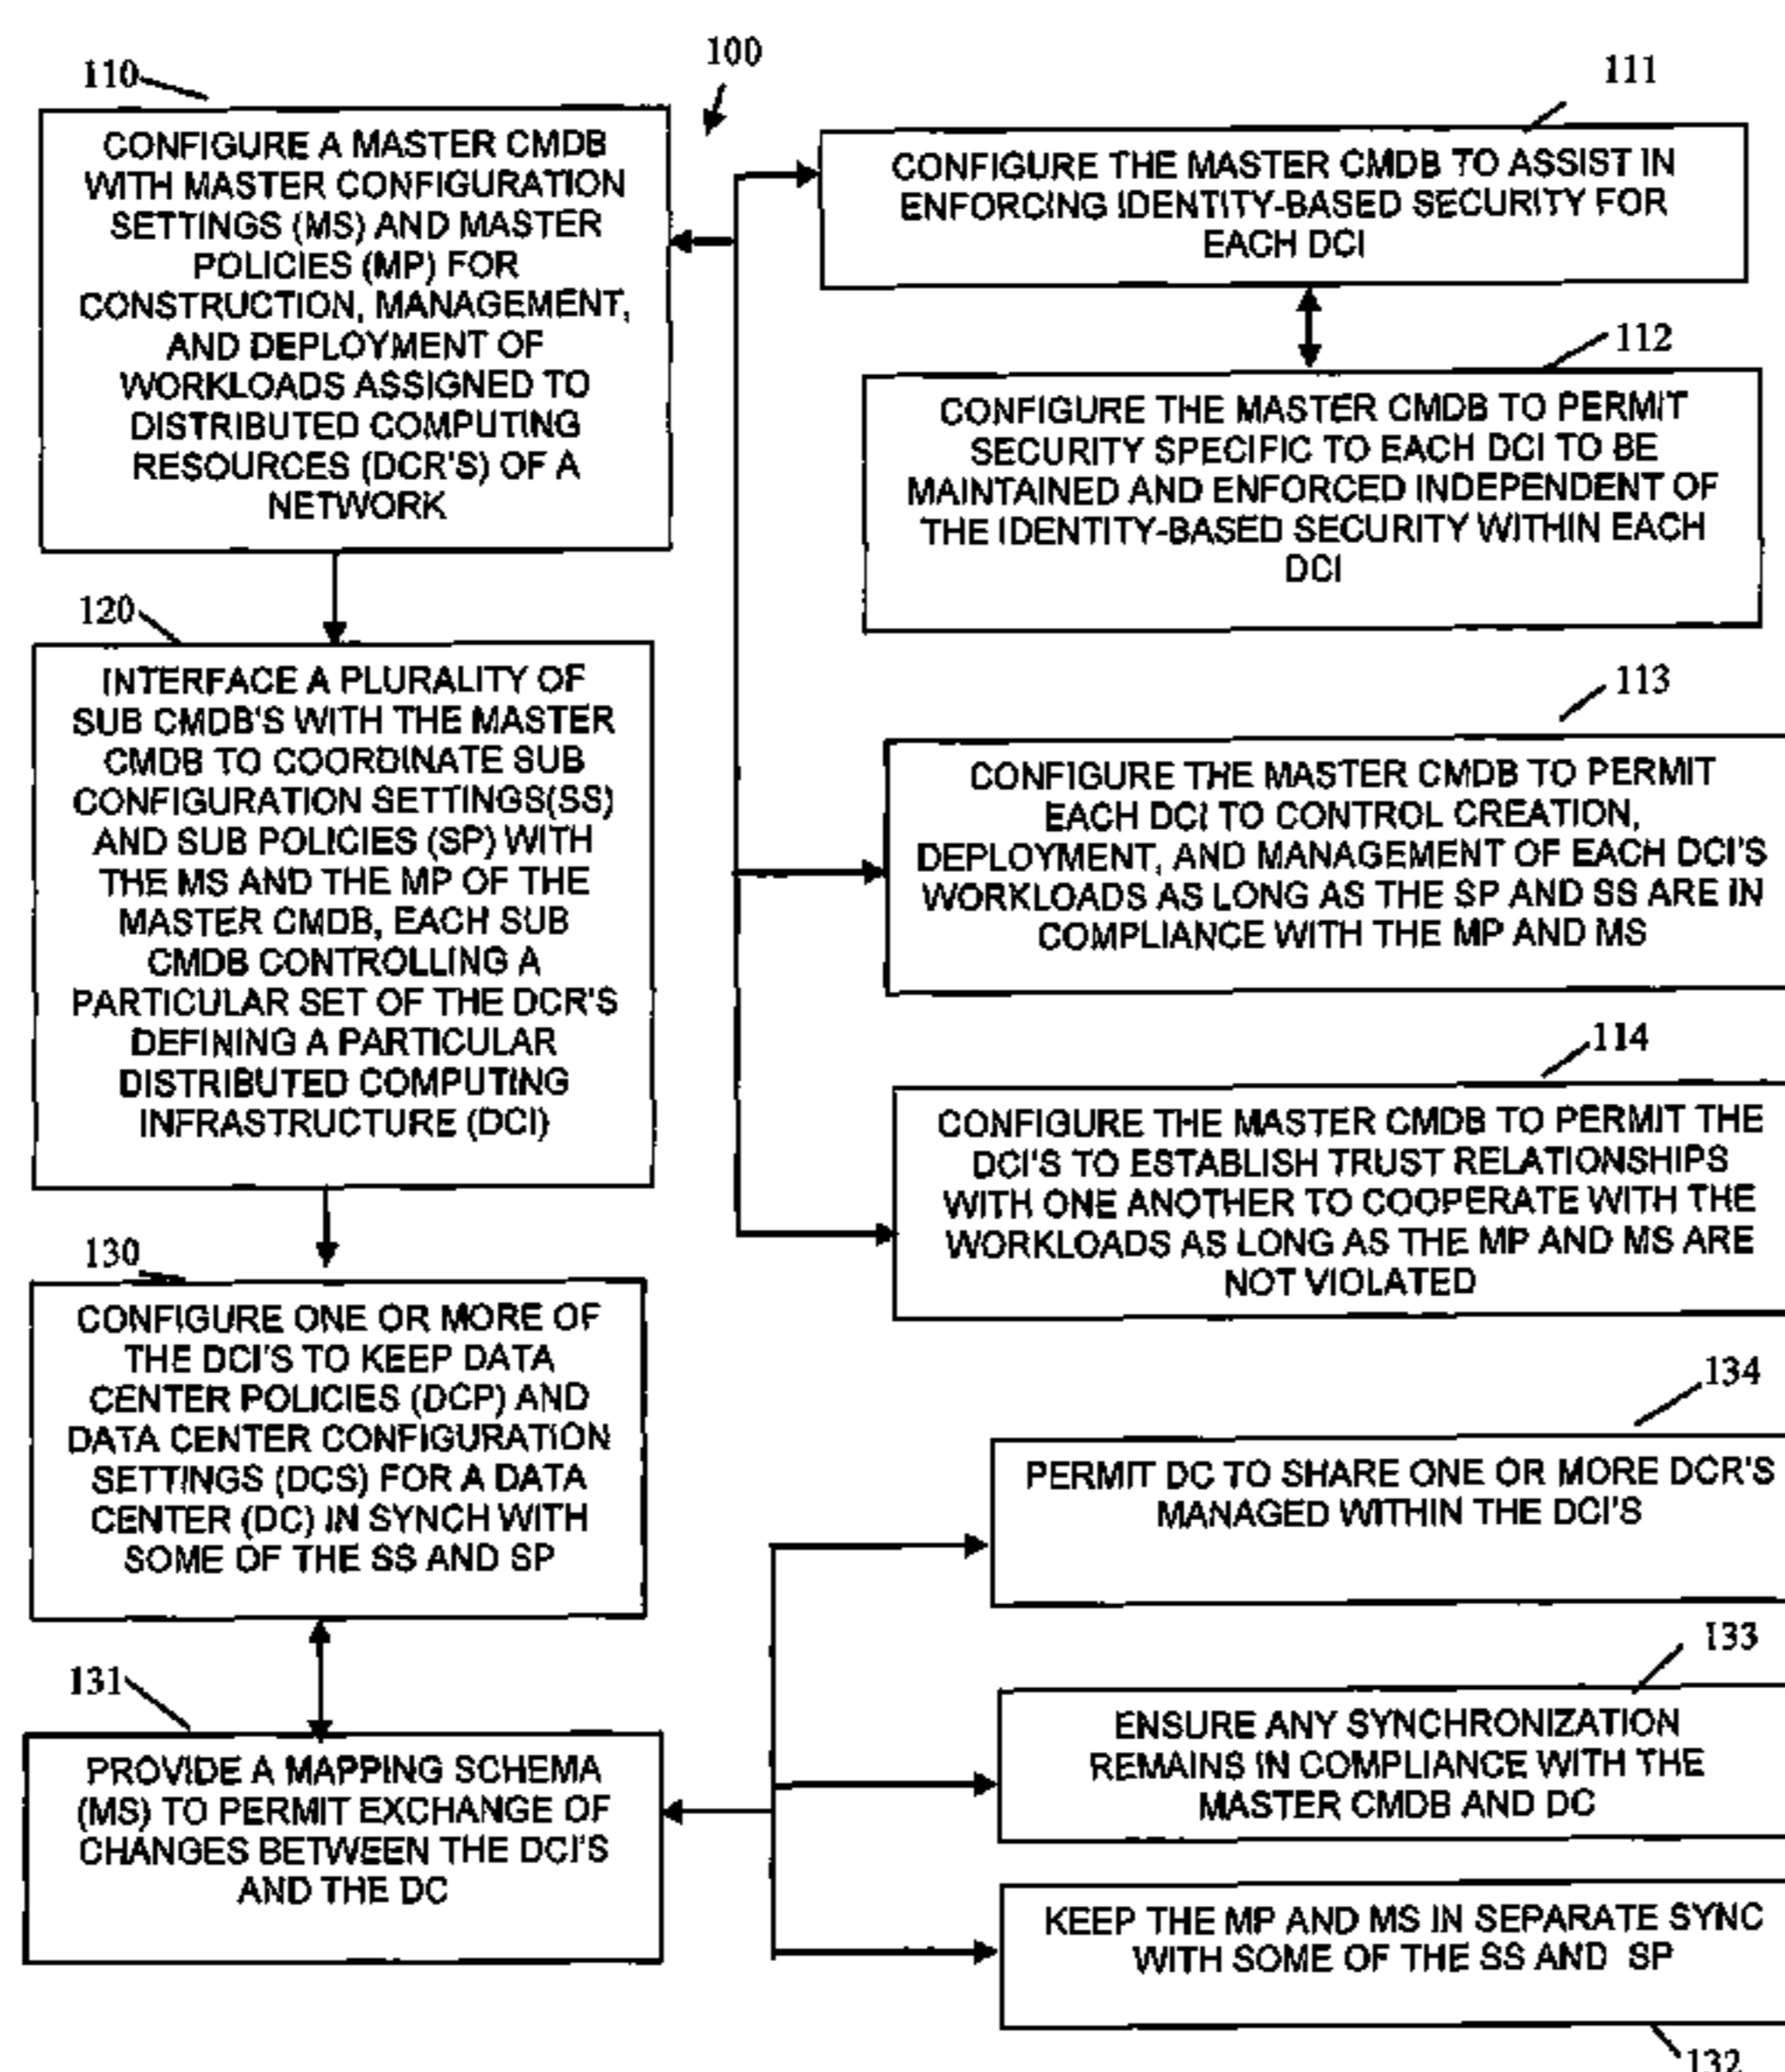 100
110
CONFIGURE A MASTER CMDB
WITH MASTER CONFIGURATION
SETTINGS (MS) AND MASTER
POLICIES (MP) FOR
CONSTRUCTION, MANAGEMENT,
AND DEPLOYMENT OF
WORKLOADS ASSIGNED TO
DISTRIBUTED COMPUTING
RESOURCES (DCR'S) OF A
NETWORK
120
INTERFACE A PLURALITY OF
SUB CMDB'S WITH THE MASTER
CMDB TO COORDINATE SUB
CONFIGURATION SETTINGS(SS)
AND SUB POLICIES (SP) WITH
THE MS AND THE MP OF THE
MASTER CMDB, EACH SUB
CMDB CONTROLLING A
PARTICULAR SET OF THE DCR'S
DEFINING A PARTICULAR
DISTRIBUTED COMPUTING
INFRASTRUCTURE (DCI)
130
CONFIGURE ONE OR MORE OF
THE DCI'S TO KEEP DATA
CENTER POLICIES (DCP) AND
DATA CENTER CONFIGURATION
SETTINGS (DCS) FOR A DATA
CENTER (DC) IN SYNCH WITH
SOME OF THE SS AND SP
131
PROVIDE A MAPPING SCHEMA
(MS) TO PERMIT EXCHANGE OF
CHANGES BETWEEN THE DCI'S
AND THE DC
111
CONFIGURE THE MASTER CMDB TO ASSIST IN
ENFORCING IDENTITY-BASED SECURITY FOR
EACH DCI
112
CONFIGURE THE MASTER CMDB TO PERMIT
SECURITY SPECIFIC TO EACH DCI TO BE
MAINTAINED AND ENFORCED INDEPENDENT OF
THE IDENTITY-BASED SECURITY WITHIN EACH
DCI
113
CONFIGURE THE MASTER CMDB TO PERMIT
EACH DCI TO CONTROL CREATION,
DEPLOYMENT, AND MANAGEMENT OF EACH DCI'S
WORKLOADS AS LONG AS THE SP AND SS ARE IN
COMPLIANCE WITH THE MP AND MS
114
CONFIGURE THE MASTER CMDB TO PERMIT THE
DCI'S TO ESTABLISH TRUST RELATIONSHIPS
WITH ONE ANOTHER TO COOPERATE WITH THE
WORKLOADS AS LONG AS THE MP AND MS ARE
NOT VIOLATED
134
PERMIT DC TO SHARE ONE OR MORE DCR'S
MANAGED WITHIN THE DCI'S
133
ENSURE ANY SYNCHRONIZATION
REMAINS IN COMPLIANCE WITH THE
MASTER CMDB AND DC
KEEP THE MP AND MS IN SEPARATE SYNC
WITH SOME OF THE SS AND SP
132